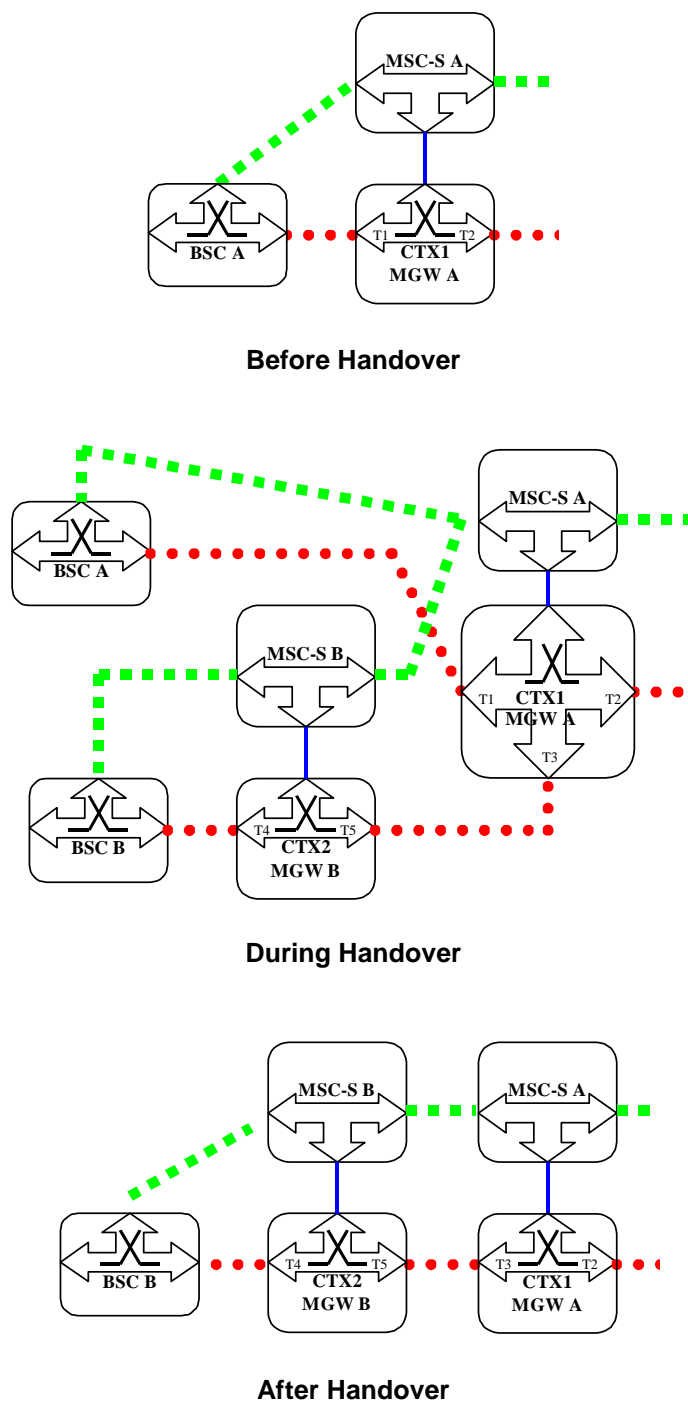 MSC-S A
T1
T2
BSC A
CTX1
MGW A
Before Handover
MSC-S A
BSC A
MSC-S B
T1
CTX1
T2
MGW A
T3
BSC B
T4
CTX2
T5
MGW B
During Handover
MSC-S B
MSC-S A
BSC B
T4
CTX2
T5
MGW B
T3
CTX1
T2
MGW A
After Handover